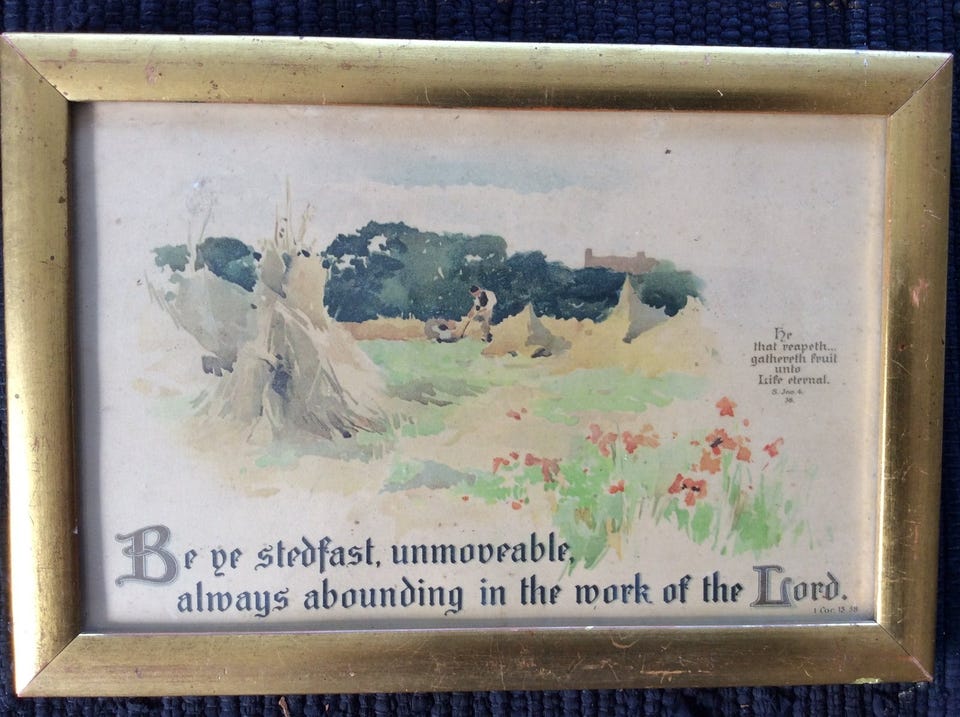 He
that reapeth...
gathereth fruit
unto
Life eternal.
S. Jno. 4.
36.
Be ye stedfast, unmoveable,
always abounding in the work of the Lord.
1 Cor. 15. 58